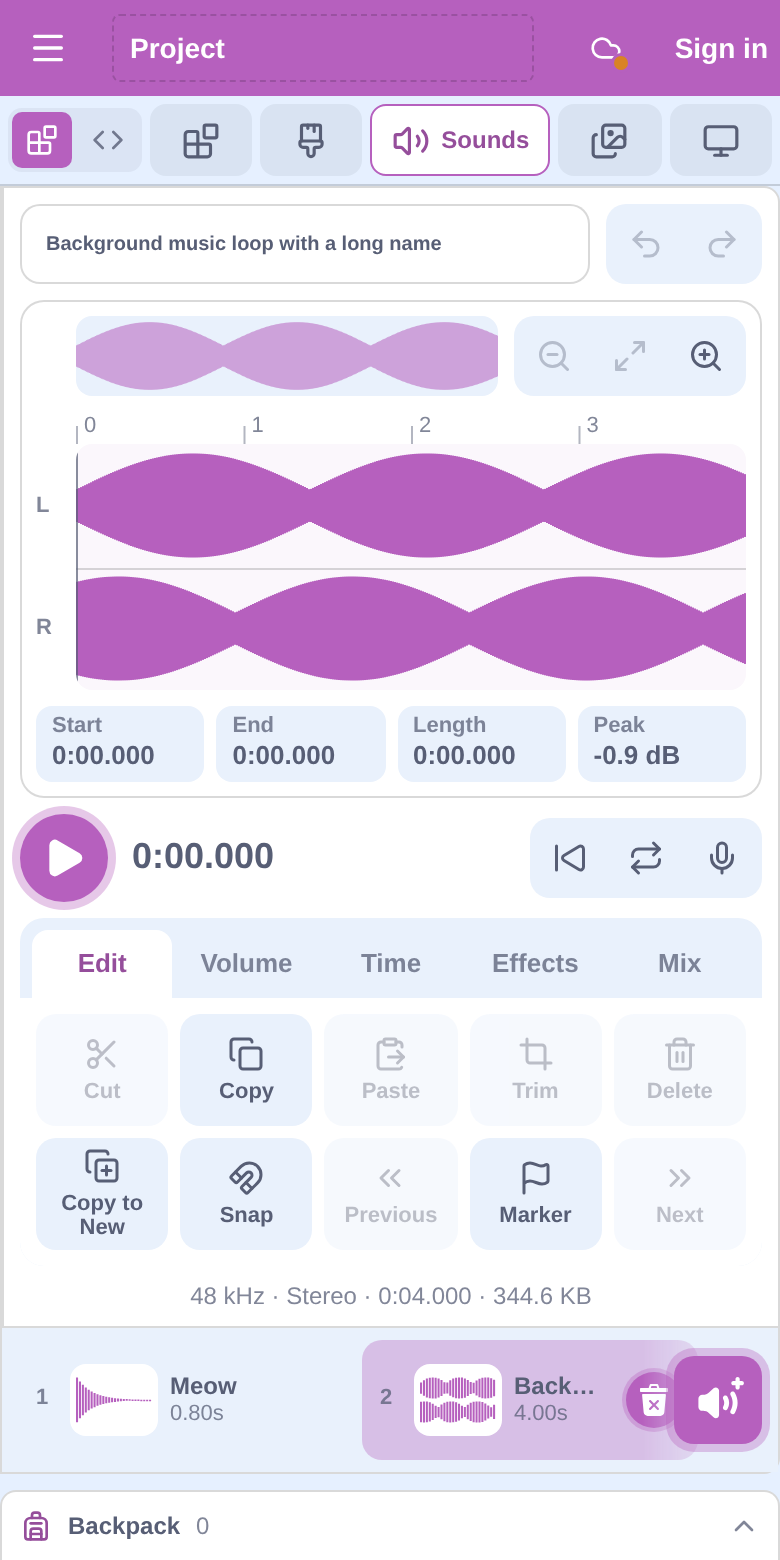 Project
Sign in
Sounds
Background music loop with a long name
0 1 2 3
L
R
Start End Length Peak
0:00.000 0:00.000 0:00.000 -0.9 dB
0:00.000
Edit Volume Time Effects Mix
Cut Copy Paste Trim Delete
Copy to
New
Snap Previous Marker Next
48 kHz · Stereo · 0:04.000 · 344.6 KB
1 Meow
0.80s
2 Back…
4.00s
Backpack 0